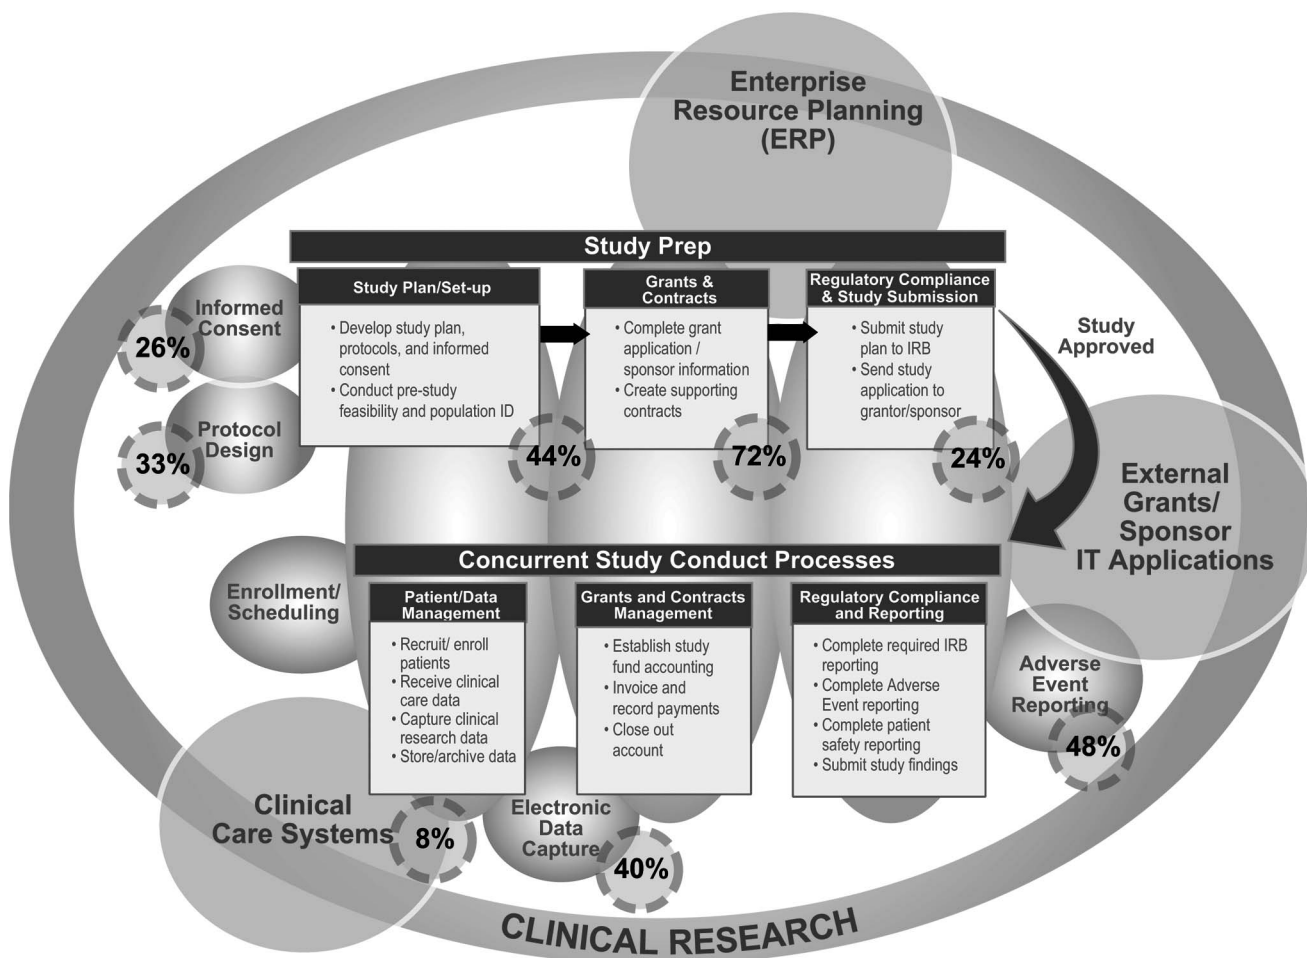 Enterprise
Resource Planning
(ERP)
Study Prep
Study Plan/Set-up
• Develop study plan,
protocols, and informed
consent
• Conduct pre-study
feasibility and population ID
Grants &
Contracts
• Complete grant
application /
sponsor information
• Create supporting
contracts
Regulatory Compliance
& Study Submission
• Submit study
plan to IRB
• Send study
application to
grantor/sponsor
Study
Approved
Informed
Consent
26%
Protocol
Design
33%
44%
72%
24%
External
Grants/
Sponsor
IT Applications
Concurrent Study Conduct Processes
Enrollment/
Scheduling
Patient/Data
Management
• Recruit/ enroll
patients
• Receive clinical
care data
• Capture clinical
research data
• Store/archive data
Grants and Contracts
Management
• Establish study
fund accounting
• Invoice and
record payments
• Close out
account
Regulatory Compliance
and Reporting
• Complete required IRB
reporting
• Complete Adverse
Event reporting
• Complete patient
safety reporting
• Submit study findings
Adverse
Event
Reporting
48%
Clinical
Care Systems
8%
Electronic
Data
Capture
40%
CLINICAL RESEARCH